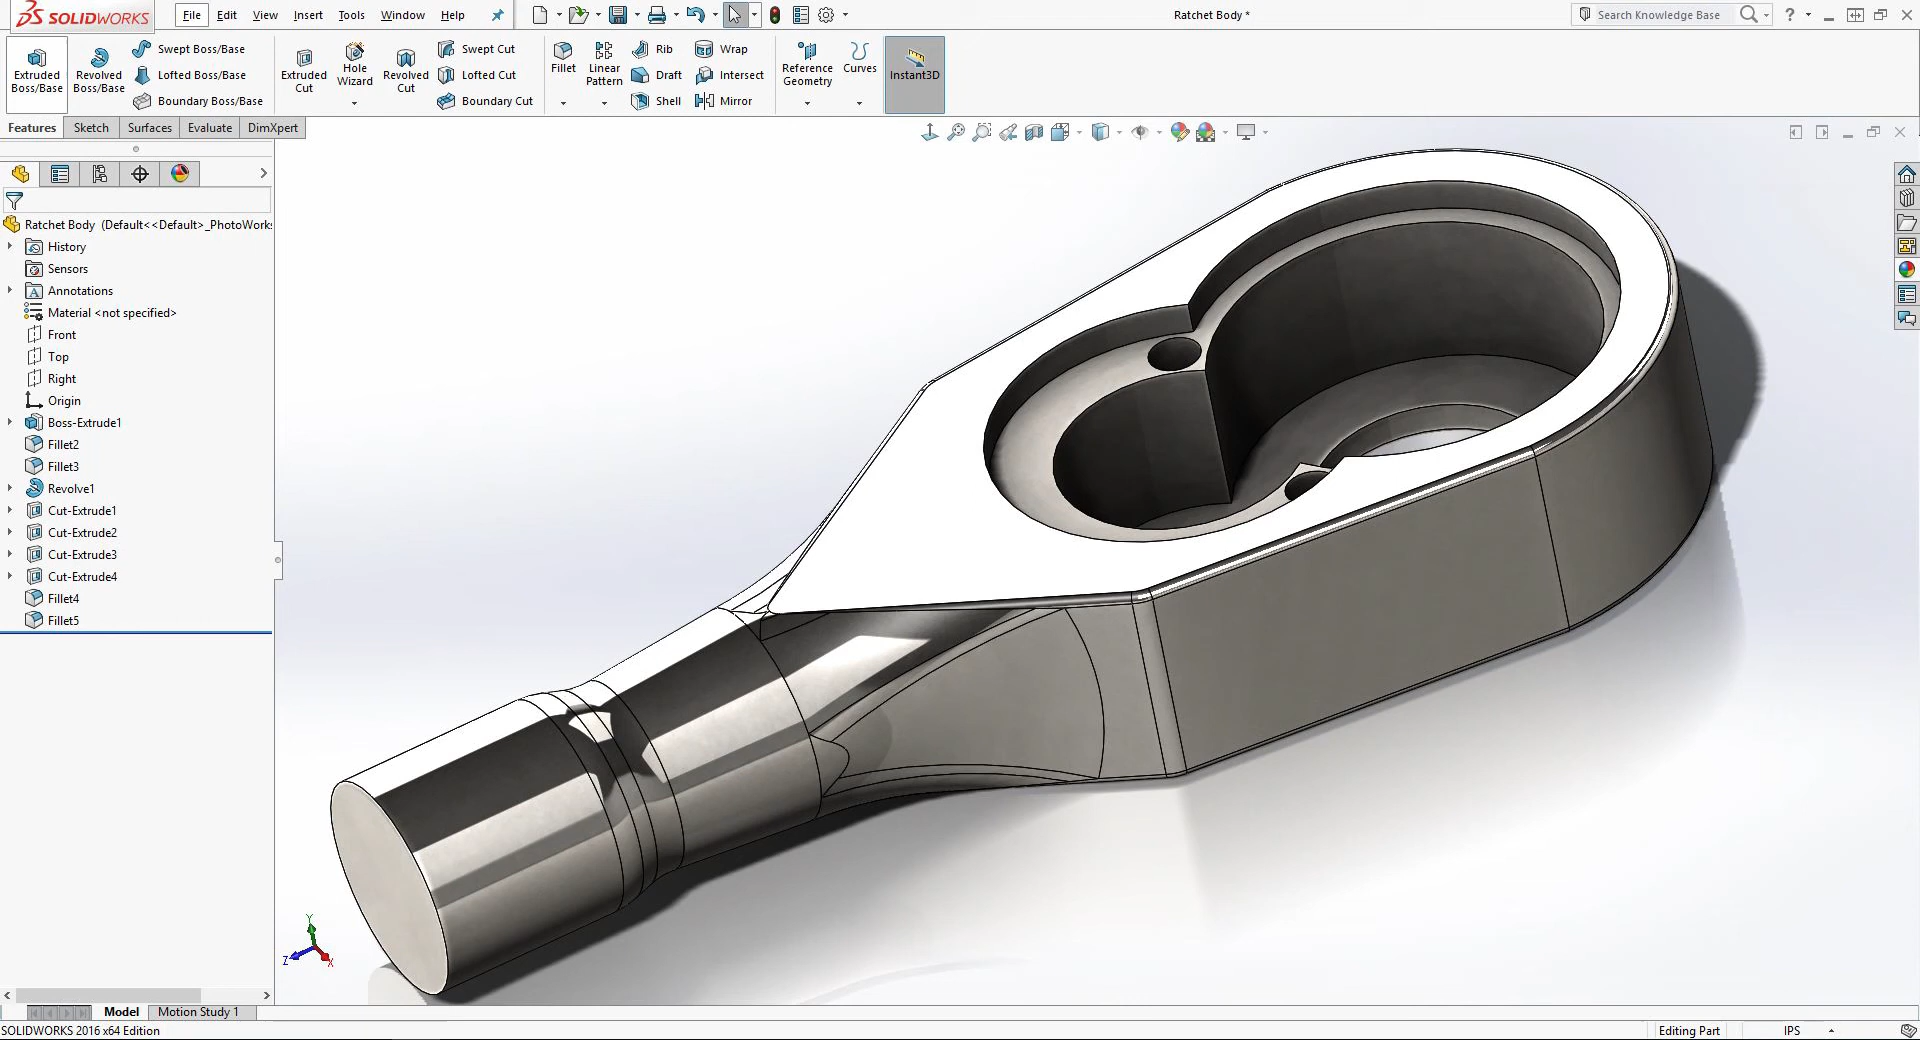 SOLIDWORKS
File Edit View Insert Tools Window Help
Ratchet Body *
Search Knowledge Base
?
Extruded Boss/Base
Revolved Boss/Base
Swept Boss/Base
Lofted Boss/Base
Boundary Boss/Base
Extruded Cut
Hole Wizard
Revolved Cut
Swept Cut
Lofted Cut
Boundary Cut
Fillet
Linear Pattern
Rib
Draft
Shell
Wrap
Intersect
Mirror
Reference Geometry
Curves
Instant3D
Features Sketch Surfaces Evaluate DimXpert
Ratchet Body (Default<<Default>_PhotoWorks
History
Sensors
Annotations
Material <not specified>
Front
Top
Right
Origin
Boss-Extrude1
Fillet2
Fillet3
Revolve1
Cut-Extrude1
Cut-Extrude2
Cut-Extrude3
Cut-Extrude4
Fillet4
Fillet5
Y
Z
X
Model Motion Study 1
SOLIDWORKS 2016 x64 Edition
Editing Part
IPS